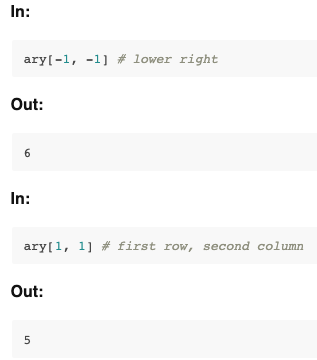 In:
ary[-1, -1] # lower right
Out:
6
In:
ary[1, 1] # first row, second column
Out:
5